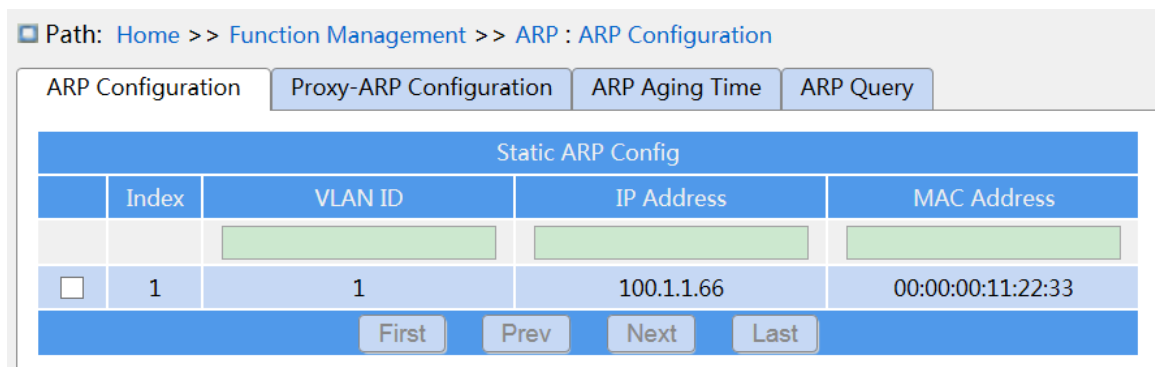 Path: Home >> Function Management >> ARP : ARP Configuration
ARP Configuration Proxy-ARP Configuration ARP Aging Time ARP Query
Static ARP Config
Index VLAN ID IP Address MAC Address
1 1 100.1.1.66 00:00:00:11:22:33
First Prev Next Last